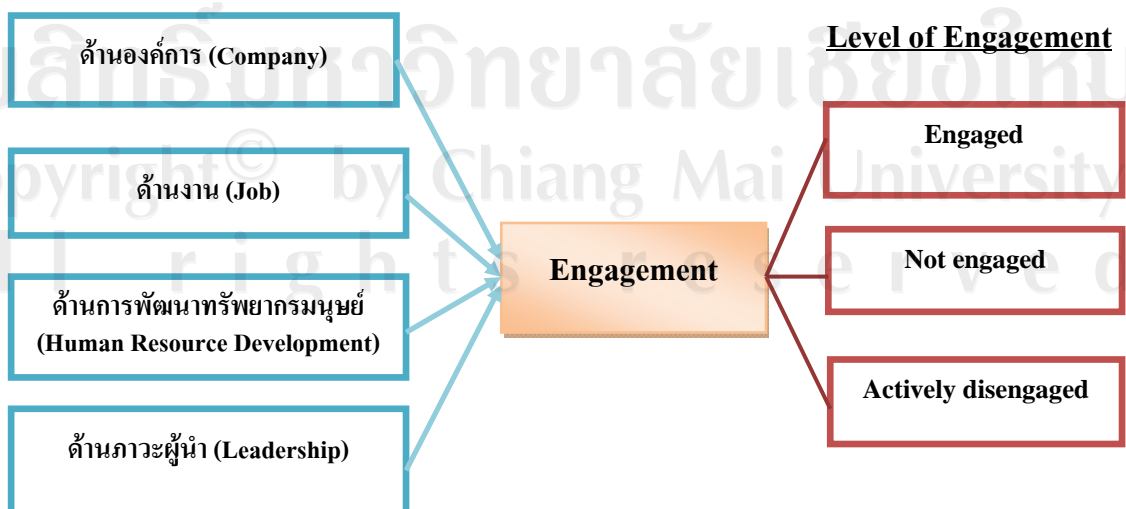 ด้านองค์การ (Company)
ด้านงาน (Job)
ด้านการพัฒนาทรัพยากรมนุษย์
(Human Resource Development)
ด้านภาวะผู้นำ (Leadership)
Engagement
Level of Engagement
Engaged
Not engaged
Actively disengaged
ลิขสิทธิ์มหาวิทยาลัยเชียงใหม่
opyright© by Chiang Mai University
ll rights reserved